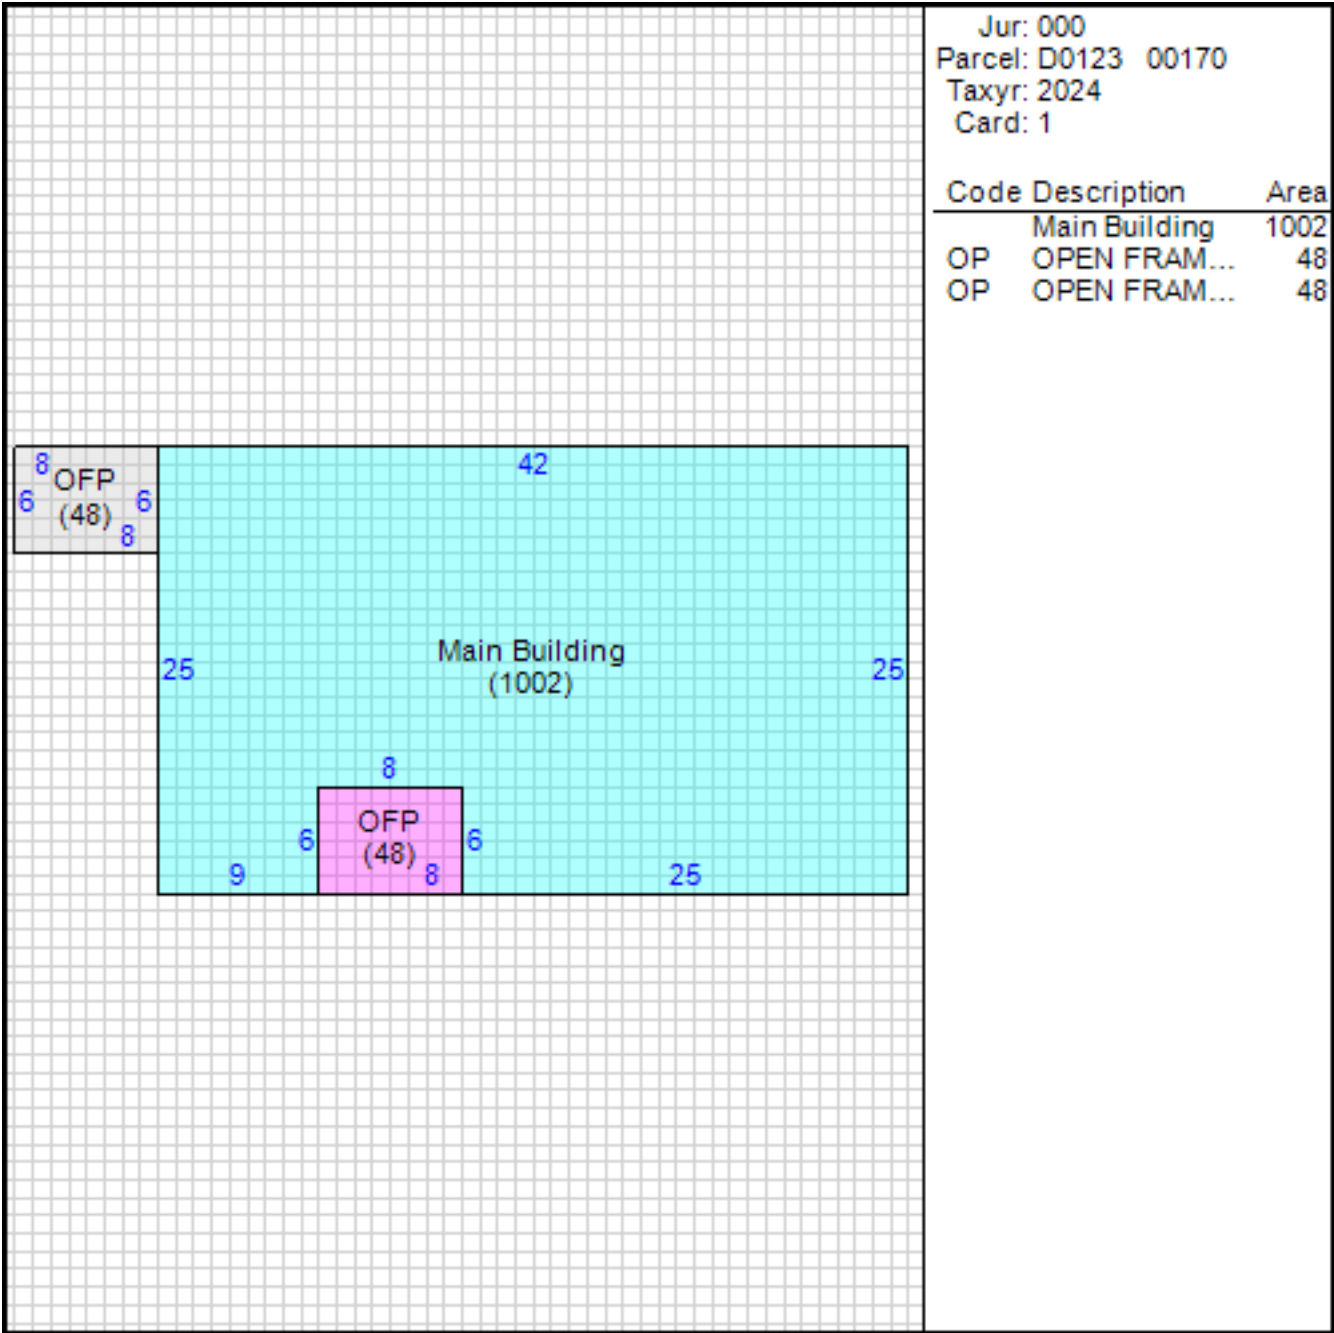 Jur: 000
Parcel: D0123 00170
Taxyr: 2024
Card: 1
Code Description Area
Main Building 1002
OP OPEN FRAM... 48
OP OPEN FRAM... 48
8
OFP
6 6
(48)
8
42
Main Building
(1002)
25 25
8
OFP
6 6
(48)
9 8 25